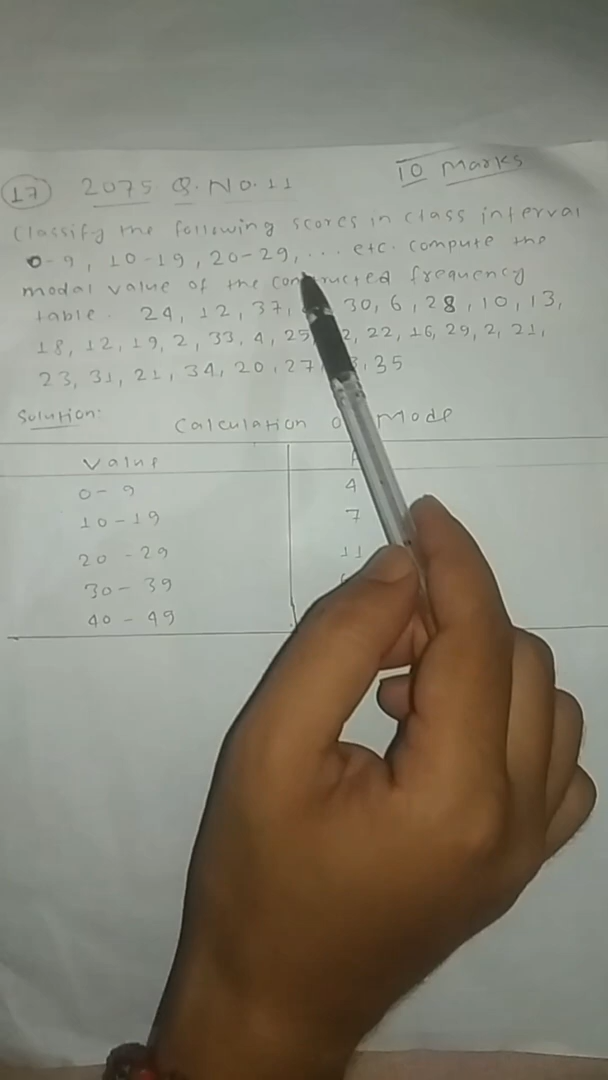 17 2075 Q.No.11 10 Marks
Classify the following scores in class interval
0-9, 10-19, 20-29, ... etc. compute the
modal value of the constructed frequency
table. 24, 12, 37, 30, 6, 28, 10, 13,
18, 12, 19, 2, 33, 4, 25, 22, 16, 29, 2, 21,
23, 31, 21, 34, 20, 27, 35
Solution:
Calculation of Mode
Value
0-9 4
10-19 7
20-29 11
30-39
40-49